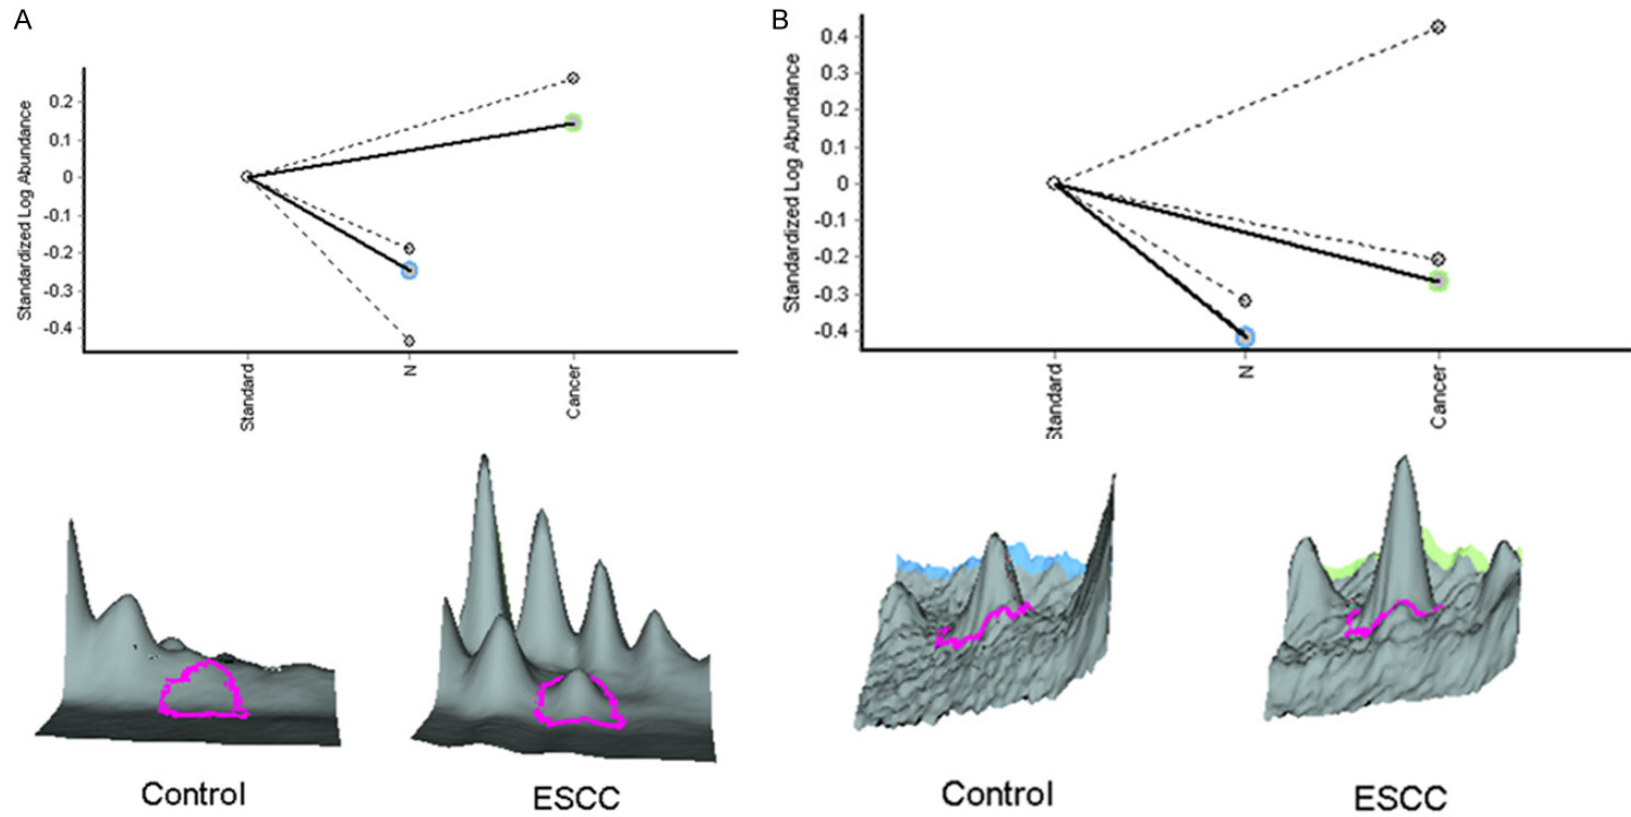 A
Standardized Log Abundance
0.2
0.1
0
-0.1
-0.2
-0.3
-0.4
Standard
N
Cancer
Control
ESCC
B
Standardized Log Abundance
0.4
0.3
0.2
0.1
0
-0.1
-0.2
-0.3
-0.4
Standard
N
Cancer
Control
ESCC